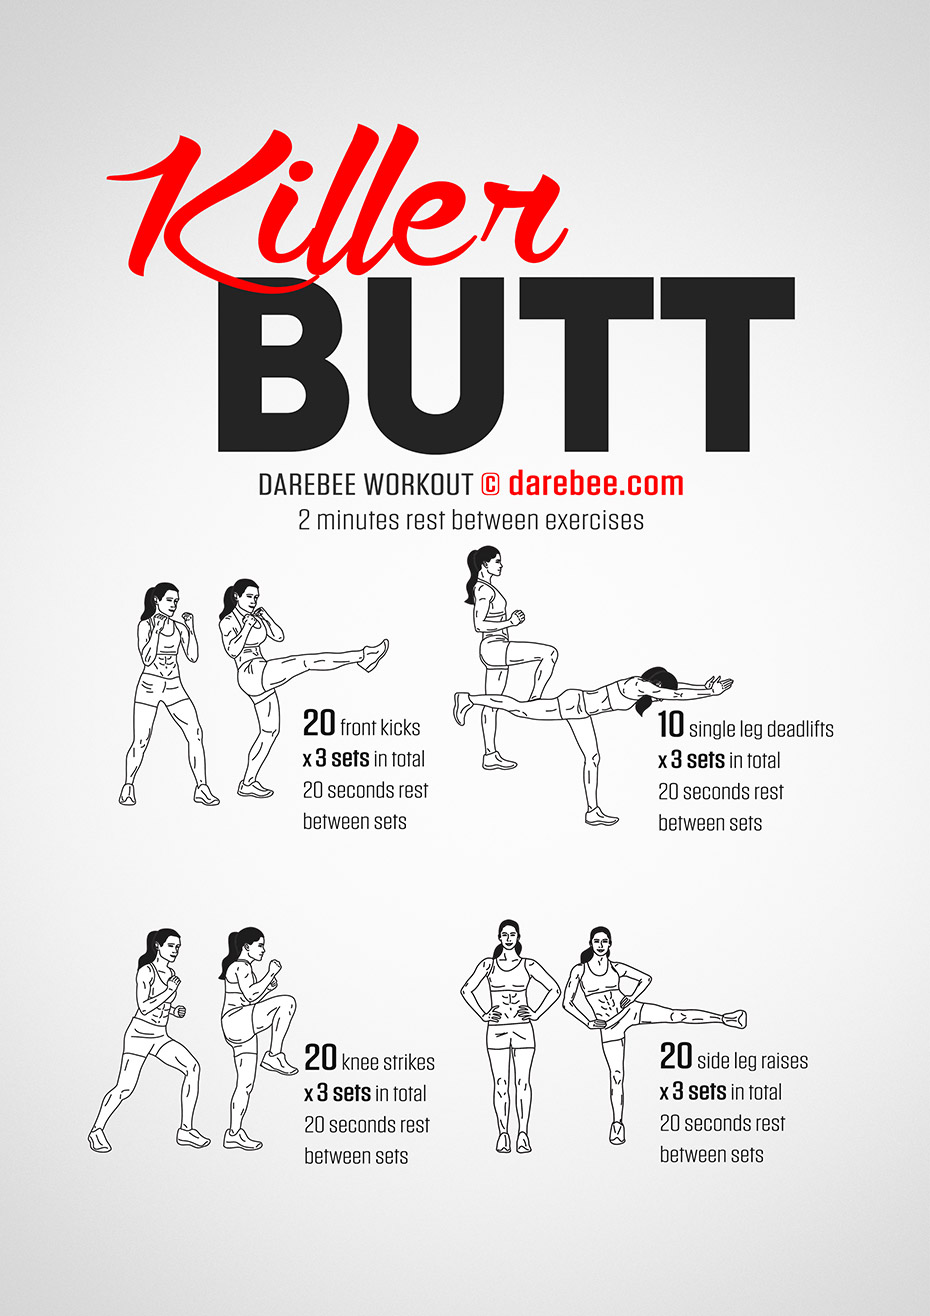 Killer
BUTT
DAREBEE WORKOUT © darebee.com
2 minutes rest between exercises
20 front kicks
x 3 sets in total
20 seconds rest
between sets
10 single leg deadlifts
x 3 sets in total
20 seconds rest
between sets
20 knee strikes
x 3 sets in total
20 seconds rest
between sets
20 side leg raises
x 3 sets in total
20 seconds rest
between sets